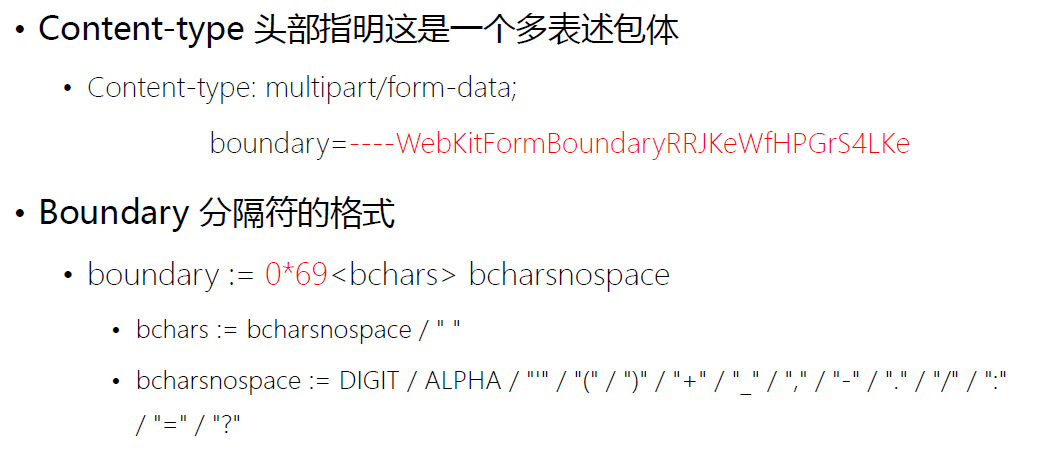 • Content-type 头部指明这是一个多表述包体
• Content-type: multipart/form-data;
boundary=----WebKitFormBoundaryRRJKeWfHPGrS4LKe
• Boundary 分隔符的格式
• boundary := 0*69<bchars> bcharsnospace
• bchars := bcharsnospace / " "
• bcharsnospace := DIGIT / ALPHA / "'" / "(" / ")" / "+" / "_" / "," / "-" / "." / "/" / ":"
/ "=" / "?"